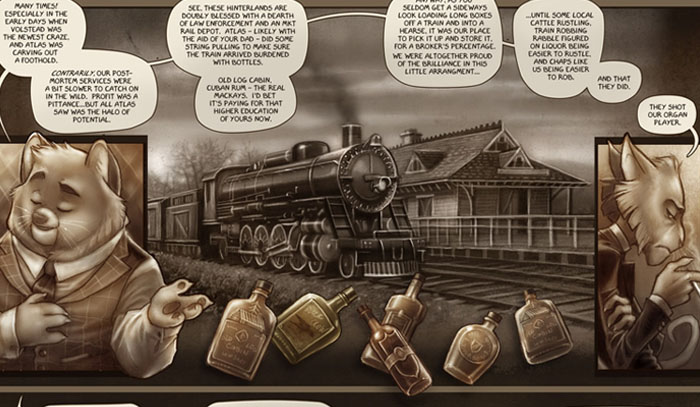 MANY TIMES!
ESPECIALLY IN THE
EARLY DAYS WHEN
VOLSTEAD WAS
THE NEWEST CRAZE,
AND ATLAS WAS
CARVING OUT
A FOOTHOLD.
CONTRARILY, OUR POST-
MORTEM SERVICES WERE
A BIT SLOWER TO CATCH ON
IN THE WILD. PROFIT WAS A
PITTANCE...BUT ALL ATLAS
SAW WAS THE HALO OF
POTENTIAL.
SEE, THESE HINTERLANDS ARE
DOUBLY BLESSED WITH A DEARTH
OF LAW ENFORCEMENT AND AN MKT
RAIL DEPOT. ATLAS - LIKELY WITH
THE AID OF YOUR DAD - DID SOME
STRING PULLING TO MAKE SURE
THE TRAIN ARRIVED BURDENED
WITH BOTTLES.
OLD LOG CABIN,
CUBAN RUM - THE REAL
MACKAYS. I'D BET
IT'S PAYING FOR THAT
HIGHER EDUCATION
OF YOURS NOW.
ANYWAY, AS YOU
SELDOM GET A SIDEWAYS
LOOK LOADING LONG BOXES
OFF A TRAIN AND INTO A
HEARSE, IT WAS OUR PLACE
TO PICK IT UP AND STORE IT,
FOR A BROKER'S PERCENTAGE.
WE WERE ALTOGETHER PROUD
OF THE BRILLIANCE IN THIS
LITTLE ARRANGMENT...
...UNTIL SOME LOCAL
CATTLE RUSTLING,
TRAIN ROBBING
RABBLE FIGURED
ON LIQUOR BEING
EASIER TO RUSTLE,
AND CHAPS LIKE
US BEING EASIER
TO ROB.
AND THAT
THEY DID.
THEY SHOT
OUR ORGAN
PLAYER.